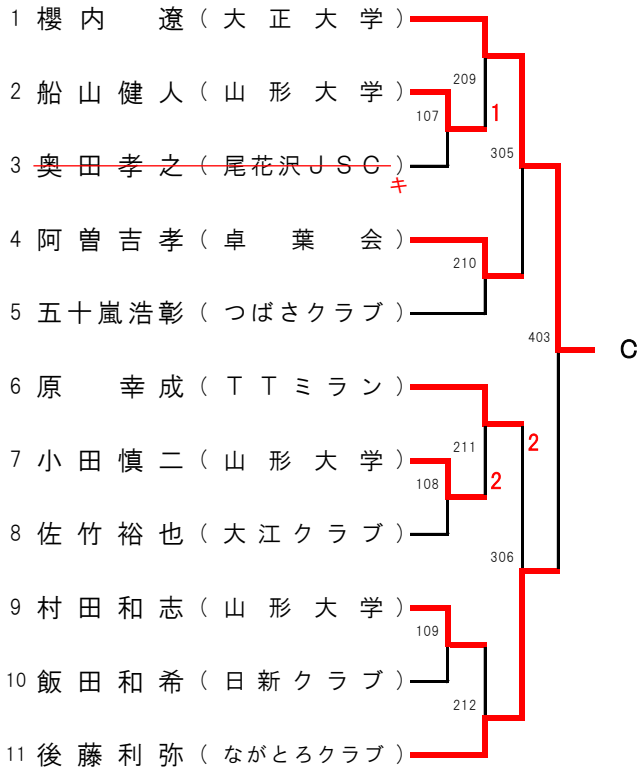 1 櫻内 遼（大正大学）
209
2 船山健人（山形大学）
107
1
305
3 奥田孝之（尾花沢ＪＳＣ）
キ
4 阿曽吉孝（卓葉会）
210
5 五十嵐浩彰（つばさクラブ）
403
C
6 原 幸成（ＴＴミラン）
211
2
7 小田慎二（山形大学）
108
2
8 佐竹裕也（大江クラブ）
306
9 村田和志（山形大学）
109
10 飯田和希（日新クラブ）
212
11 後藤利弥（ながとろクラブ）